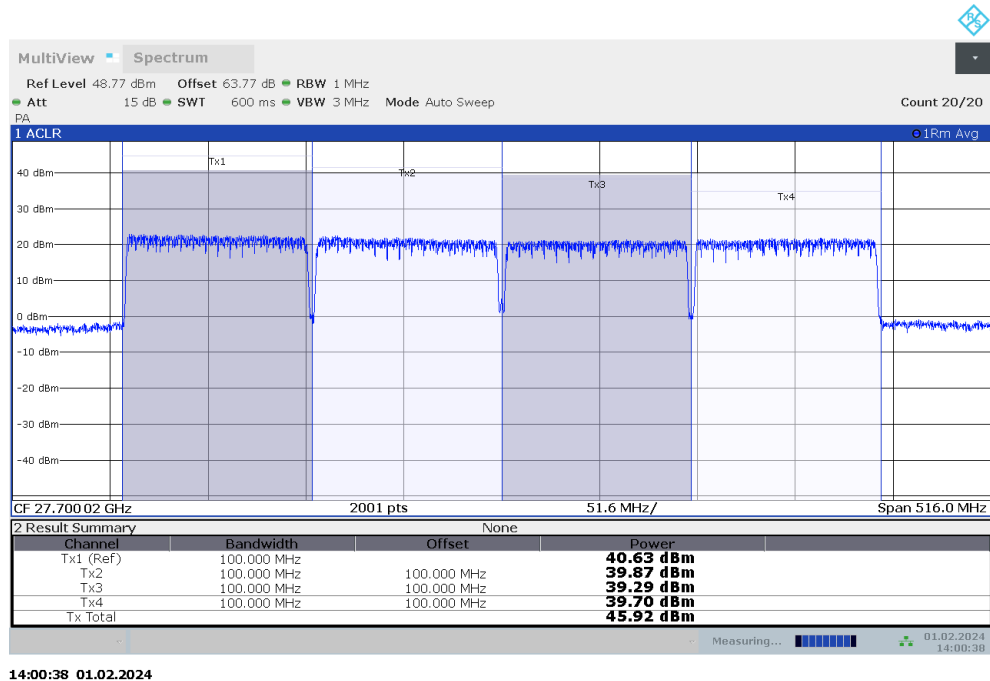 R&S
MultiView Spectrum
Ref Level 48.77 dBm Offset 63.77 dB RBW 1 MHz
Att 15 dB SWT 600 ms VBW 3 MHz Mode Auto Sweep Count 20/20
PA
1 ACLR 1Rm Avg
Tx1
Tx2
Tx3
Tx4
40 dBm
30 dBm
20 dBm
10 dBm
0 dBm
-10 dBm
-20 dBm
-30 dBm
-40 dBm
CF 27.700 02 GHz 2001 pts 51.6 MHz/ Span 516.0 MHz
2 Result Summary None
Channel Bandwidth Offset Power
Tx1 (Ref) 100.000 MHz 40.63 dBm
Tx2 100.000 MHz 100.000 MHz 39.87 dBm
Tx3 100.000 MHz 100.000 MHz 39.29 dBm
Tx4 100.000 MHz 100.000 MHz 39.70 dBm
Tx Total 45.92 dBm
Measuring... 01.02.2024
14:00:38
14:00:38 01.02.2024